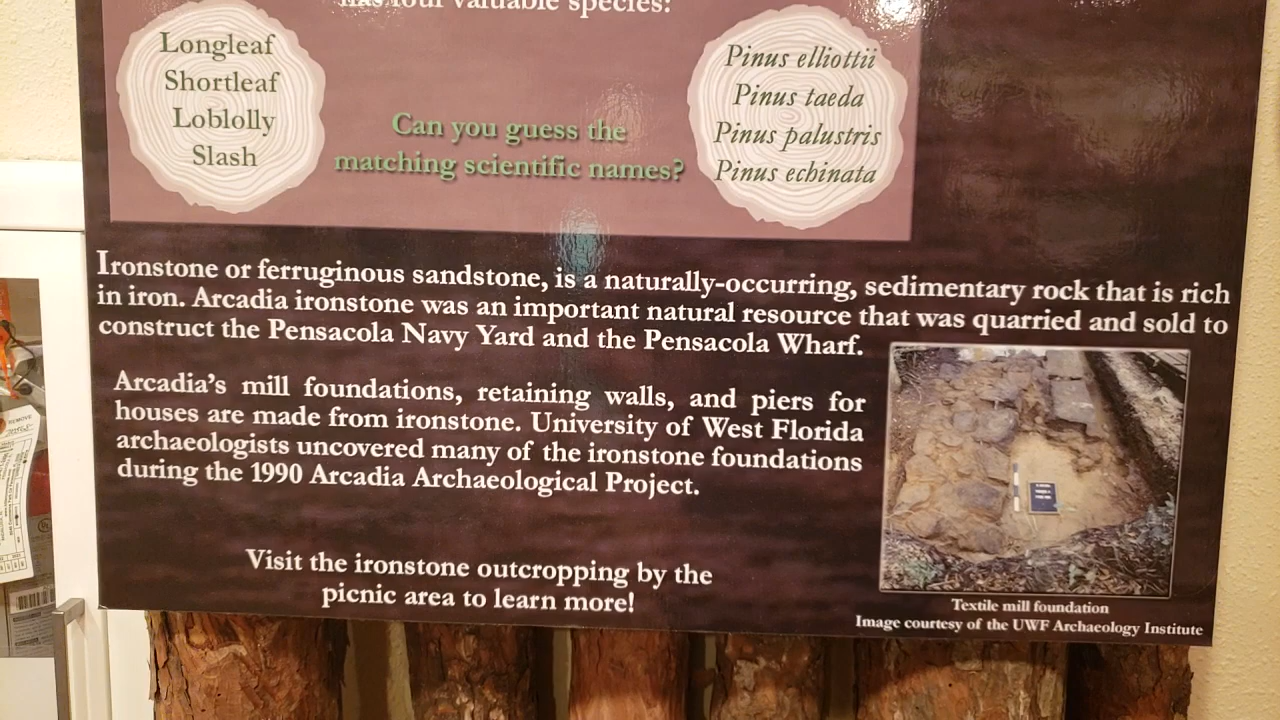 has four valuable species:
Longleaf
Shortleaf
Loblolly
Slash
Can you guess the
matching scientific names?
Pinus elliottii
Pinus taeda
Pinus palustris
Pinus echinata
Ironstone or ferruginous sandstone, is a naturally-occurring, sedimentary rock that is rich
in iron. Arcadia ironstone was an important natural resource that was quarried and sold to
construct the Pensacola Navy Yard and the Pensacola Wharf.
Arcadia's mill foundations, retaining walls, and piers for
houses are made from ironstone. University of West Florida
archaeologists uncovered many of the ironstone foundations
during the 1990 Arcadia Archaeological Project.
Visit the ironstone outcropping by the
picnic area to learn more!
Textile mill foundation
Image courtesy of the UWF Archaeology Institute
REMOVE